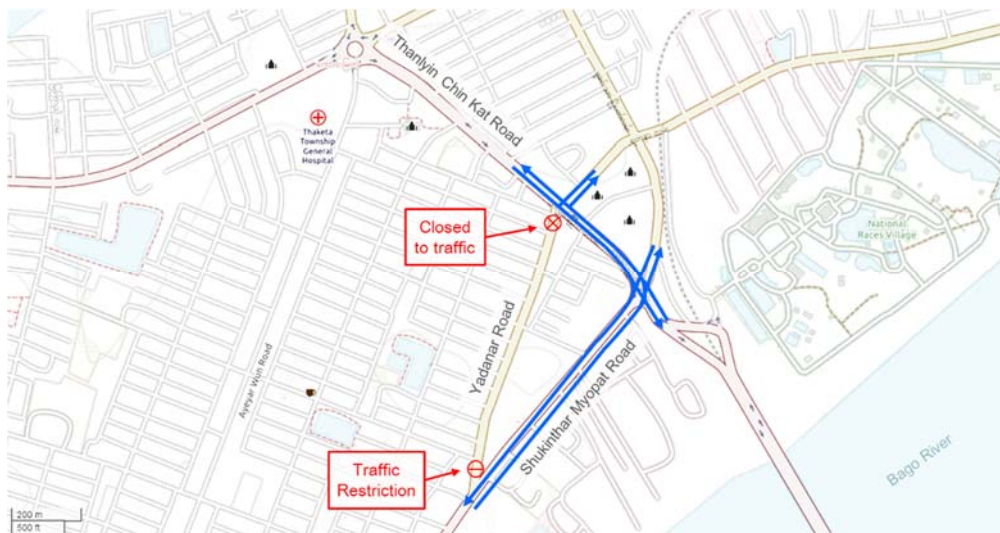 Thanlyin Chin Kat Road
Thaketa
Township
General
Hospital
Closed
to traffic
National
Races Village
Yadanar Road
Shukinthar Myopat Road
Ayeyar Wun Road
Traffic
Restriction
Bago River
200 m
500 ft